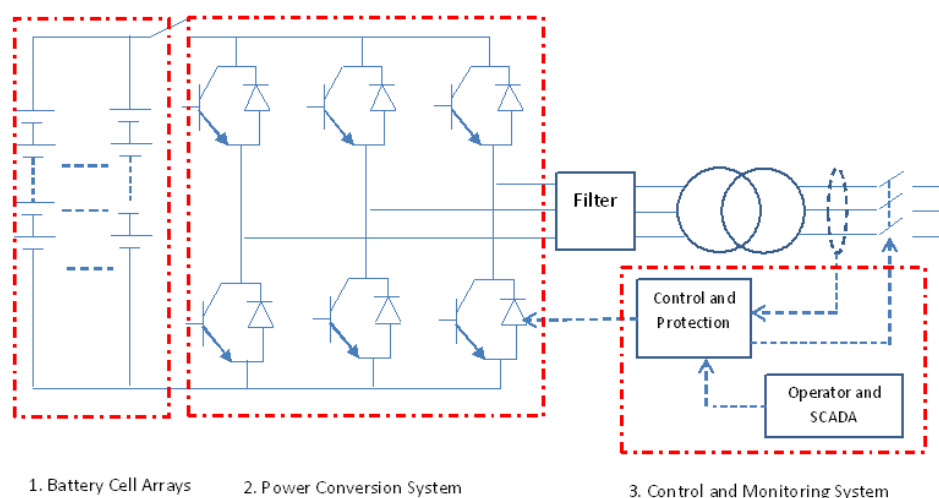 Filter
Control and
Protection
Operator and
SCADA
1. Battery Cell Arrays
2. Power Conversion System
3. Control and Monitoring System